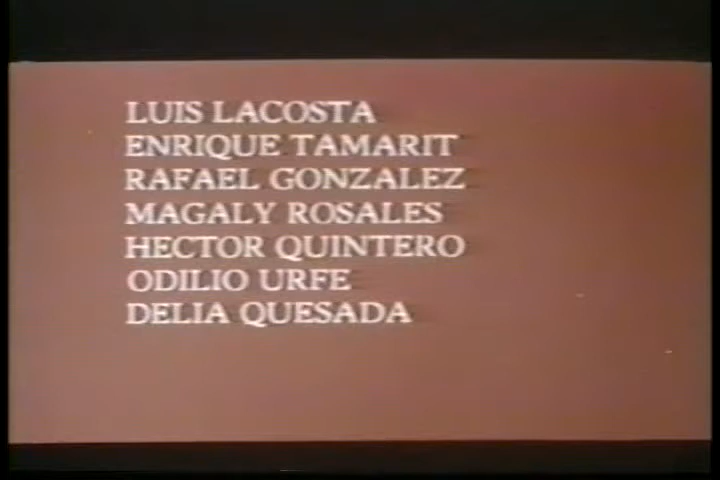 LUIS LACOSTA
ENRIQUE TAMARIT
RAFAEL GONZALEZ
MAGALY ROSALES
HECTOR QUINTERO
ODILIO URFE
DELIA QUESADA